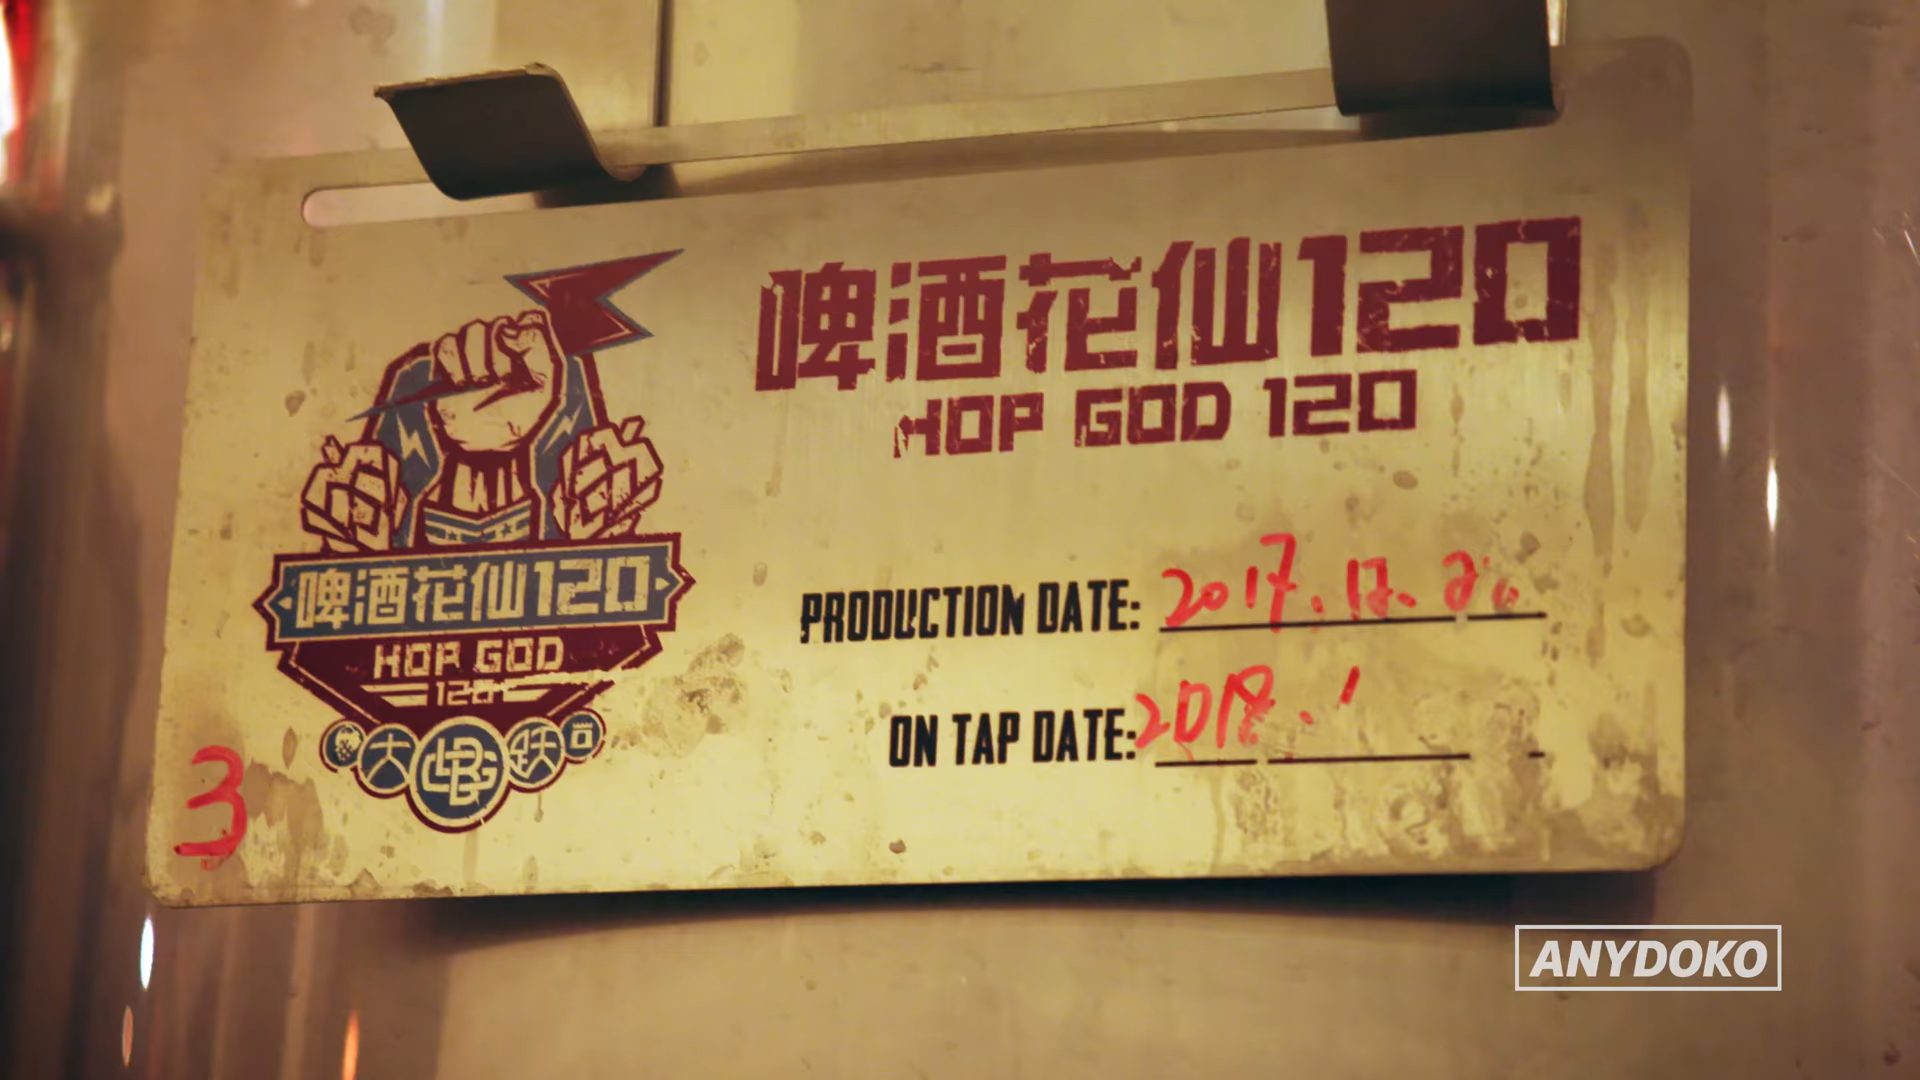 啤酒花仙120
HOP GOD 120
啤酒花仙120
HOP GOD
120
大 GBG 跃
PRODUCTION DATE: 2017.12.
ON TAP DATE: 2018.1
3
ANYDOKO